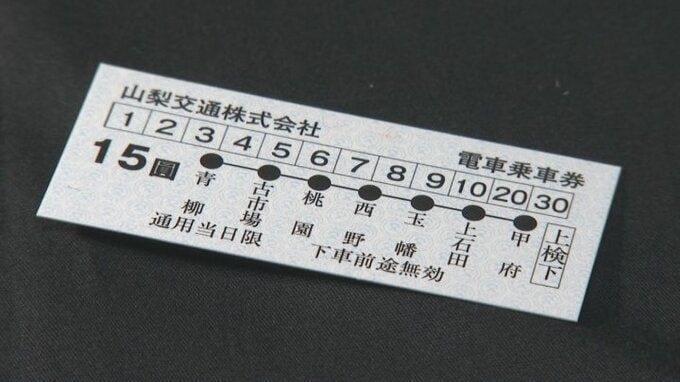 山梨交通株式会社
電車乗車券
1 2 3 4 5 6 7 8 9 10 20 30
15圓
青柳
古市場
桃園
西野
玉幡
上石田
甲府
上検下
通用当日限
下車前途無効